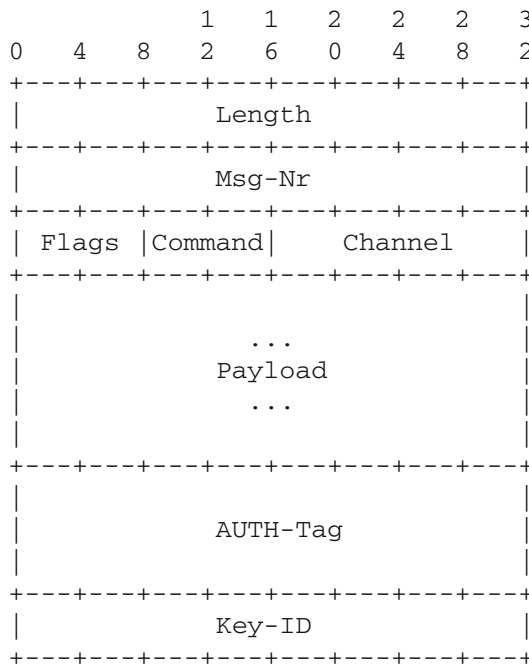 1   1   2   2   2   3
0   4   8   2   6   0   4   8   2
+---+---+---+---+---+---+---+---+
|            Length             |
+---+---+---+---+---+---+---+---+
|            Msg-Nr             |
+---+---+---+---+---+---+---+---+
| Flags |Command|    Channel    |
+---+---+---+---+---+---+---+---+
|                               |
|              ...              |
|            Payload            |
|              ...              |
|                               |
+---+---+---+---+---+---+---+---+
|                               |
|            AUTH-Tag           |
|                               |
+---+---+---+---+---+---+---+---+
|            Key-ID             |
+---+---+---+---+---+---+---+---+